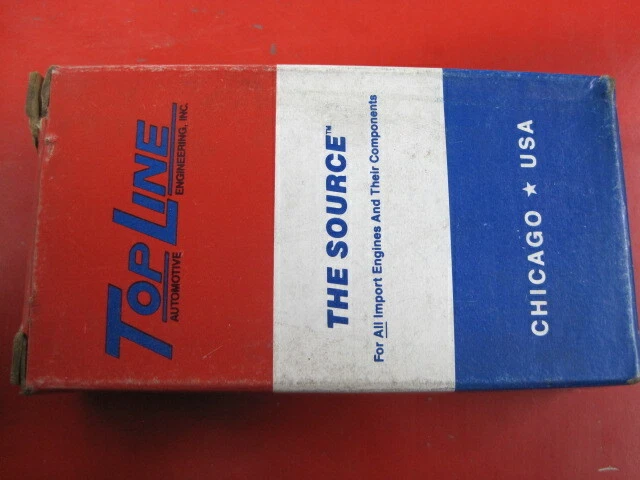 TOPLINE
AUTOMOTIVE ENGINEERING, INC.
THE SOURCE™
For All Import Engines And Their Components
CHICAGO ★ USA